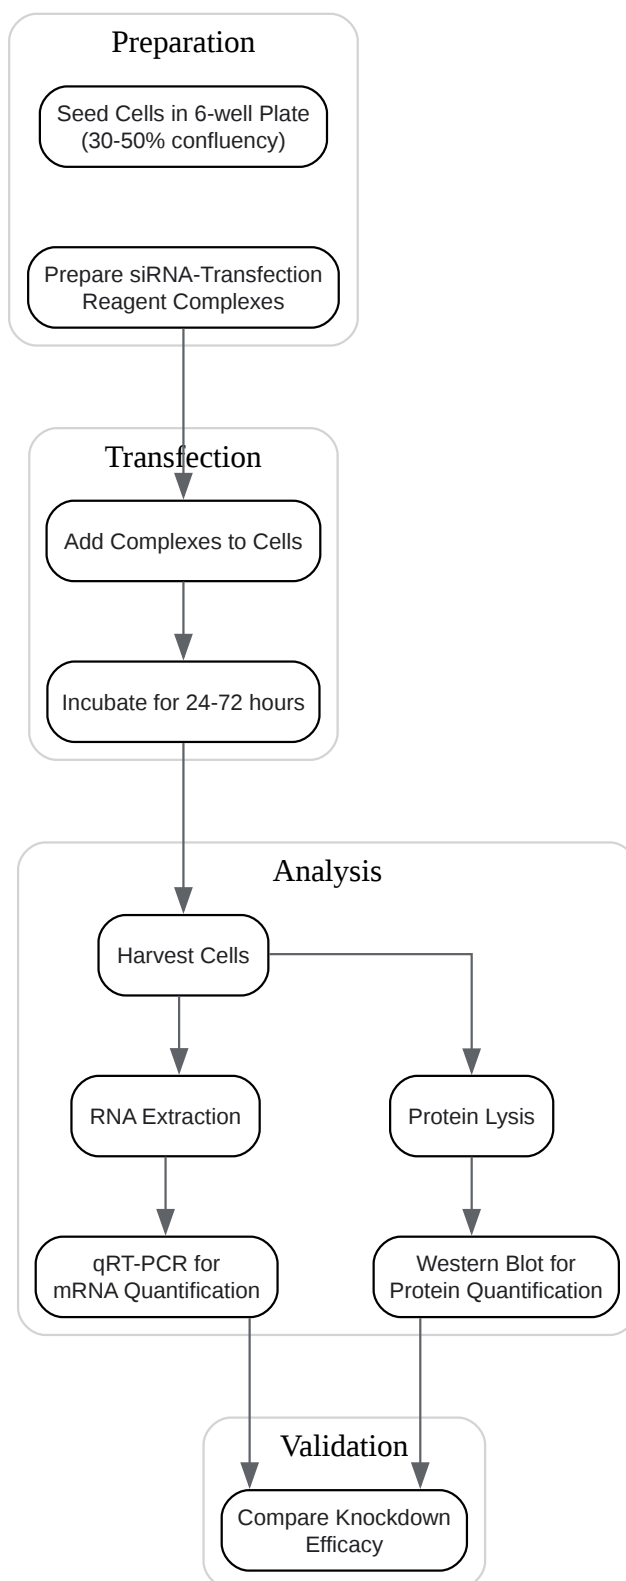 Preparation
Seed Cells in 6-well Plate
(30-50% confluency)
Prepare siRNA-Transfection
Reagent Complexes
Transfection
Add Complexes to Cells
Incubate for 24-72 hours
Analysis
Harvest Cells
RNA Extraction
Protein Lysis
qRT-PCR for
mRNA Quantification
Western Blot for
Protein Quantification
Validation
Compare Knockdown
Efficacy